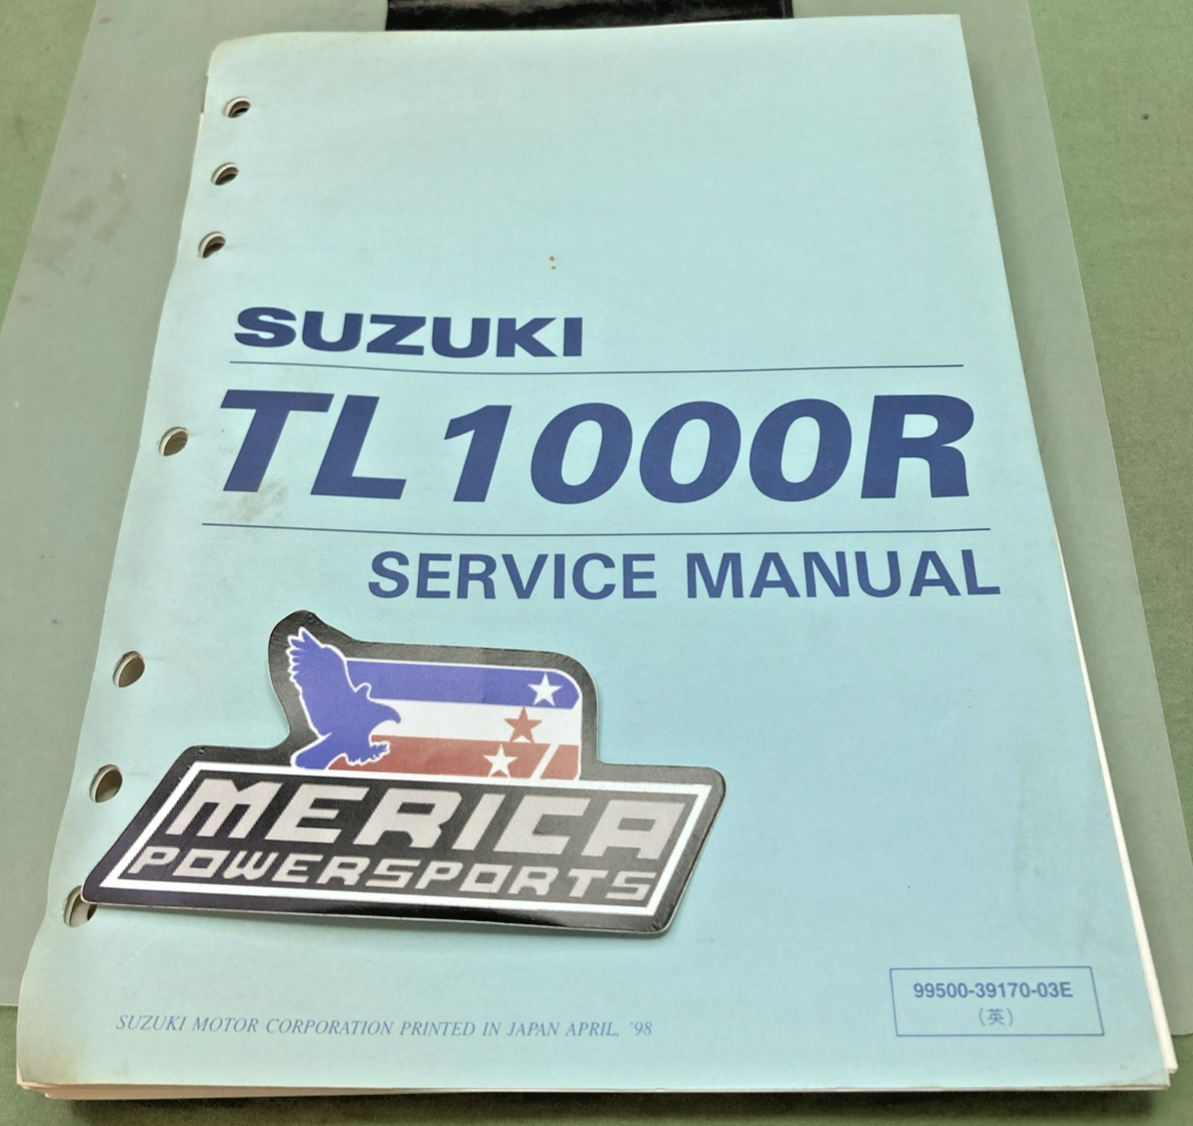 SUZUKI
TL1000R
SERVICE MANUAL
MERICA
POWERSPORTS
SUZUKI MOTOR CORPORATION PRINTED IN JAPAN APRIL, '98
99500-39170-03E
(英)